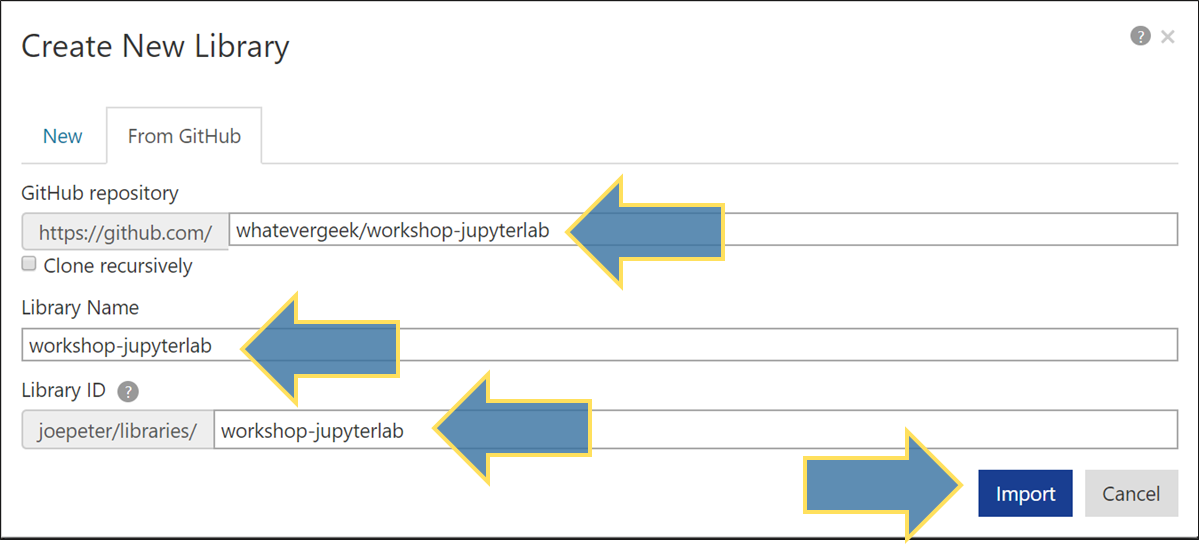 Create New Library
? ×
New From GitHub
GitHub repository
https://github.com/ whatevergeek/workshop-jupyterlab
Clone recursively
Library Name
workshop-jupyterlab
Library ID ?
joepeter/libraries/ workshop-jupyterlab
Import Cancel